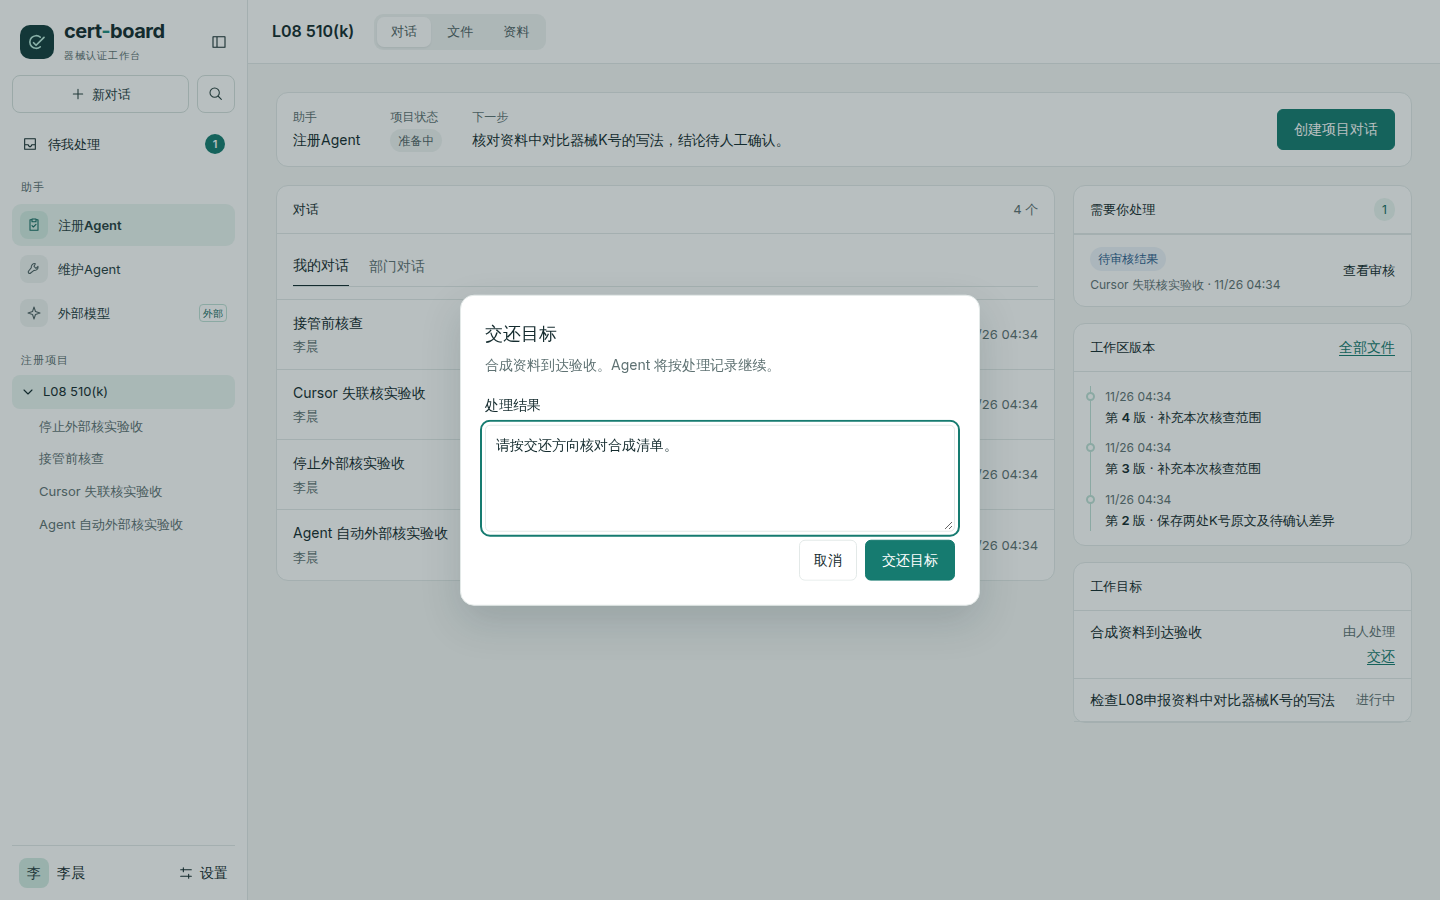 cert-board
器械认证工作台
新对话
待我处理
1
助手
注册Agent
维护Agent
外部模型
外部
注册项目
L08 510(k)
停止外部核实验收
接管前核查
Cursor 失联核实验收
Agent 自动外部核实验收
李
李晨
设置
L08 510(k)
对话
文件
资料
助手
注册Agent
项目状态
准备中
下一步
核对资料中对比器械K号的写法，结论待人工确认。
创建项目对话
对话
4 个
我的对话
部门对话
接管前核查
李晨
/26 04:34
Cursor 失联核实验收
李晨
/26 04:34
停止外部核实验收
李晨
/26 04:34
Agent 自动外部核实验收
李晨
/26 04:34
交还目标
合成资料到达验收。Agent 将按处理记录继续。
处理结果
请按交还方向核对合成清单。
取消
交还目标
需要你处理
1
待审核结果
Cursor 失联核实验收 · 11/26 04:34
查看审核
工作区版本
全部文件
11/26 04:34
第 4 版 · 补充本次核查范围
11/26 04:34
第 3 版 · 补充本次核查范围
11/26 04:34
第 2 版 · 保存两处K号原文及待确认差异
工作目标
合成资料到达验收
由人处理
交还
检查L08申报资料中对比器械K号的写法
进行中